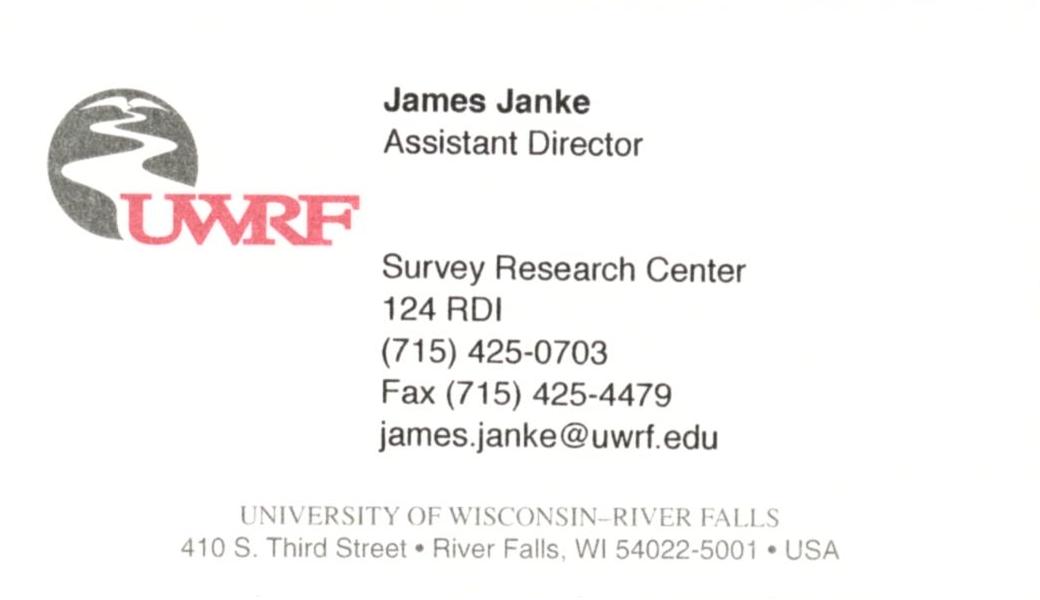 James Janke
Assistant Director
UWRF
Survey Research Center
124 RDI
(715) 425-0703
Fax (715) 425-4479
james.janke@uwrf.edu
UNIVERSITY OF WISCONSIN–RIVER FALLS
410 S. Third Street • River Falls, WI 54022-5001 • USA